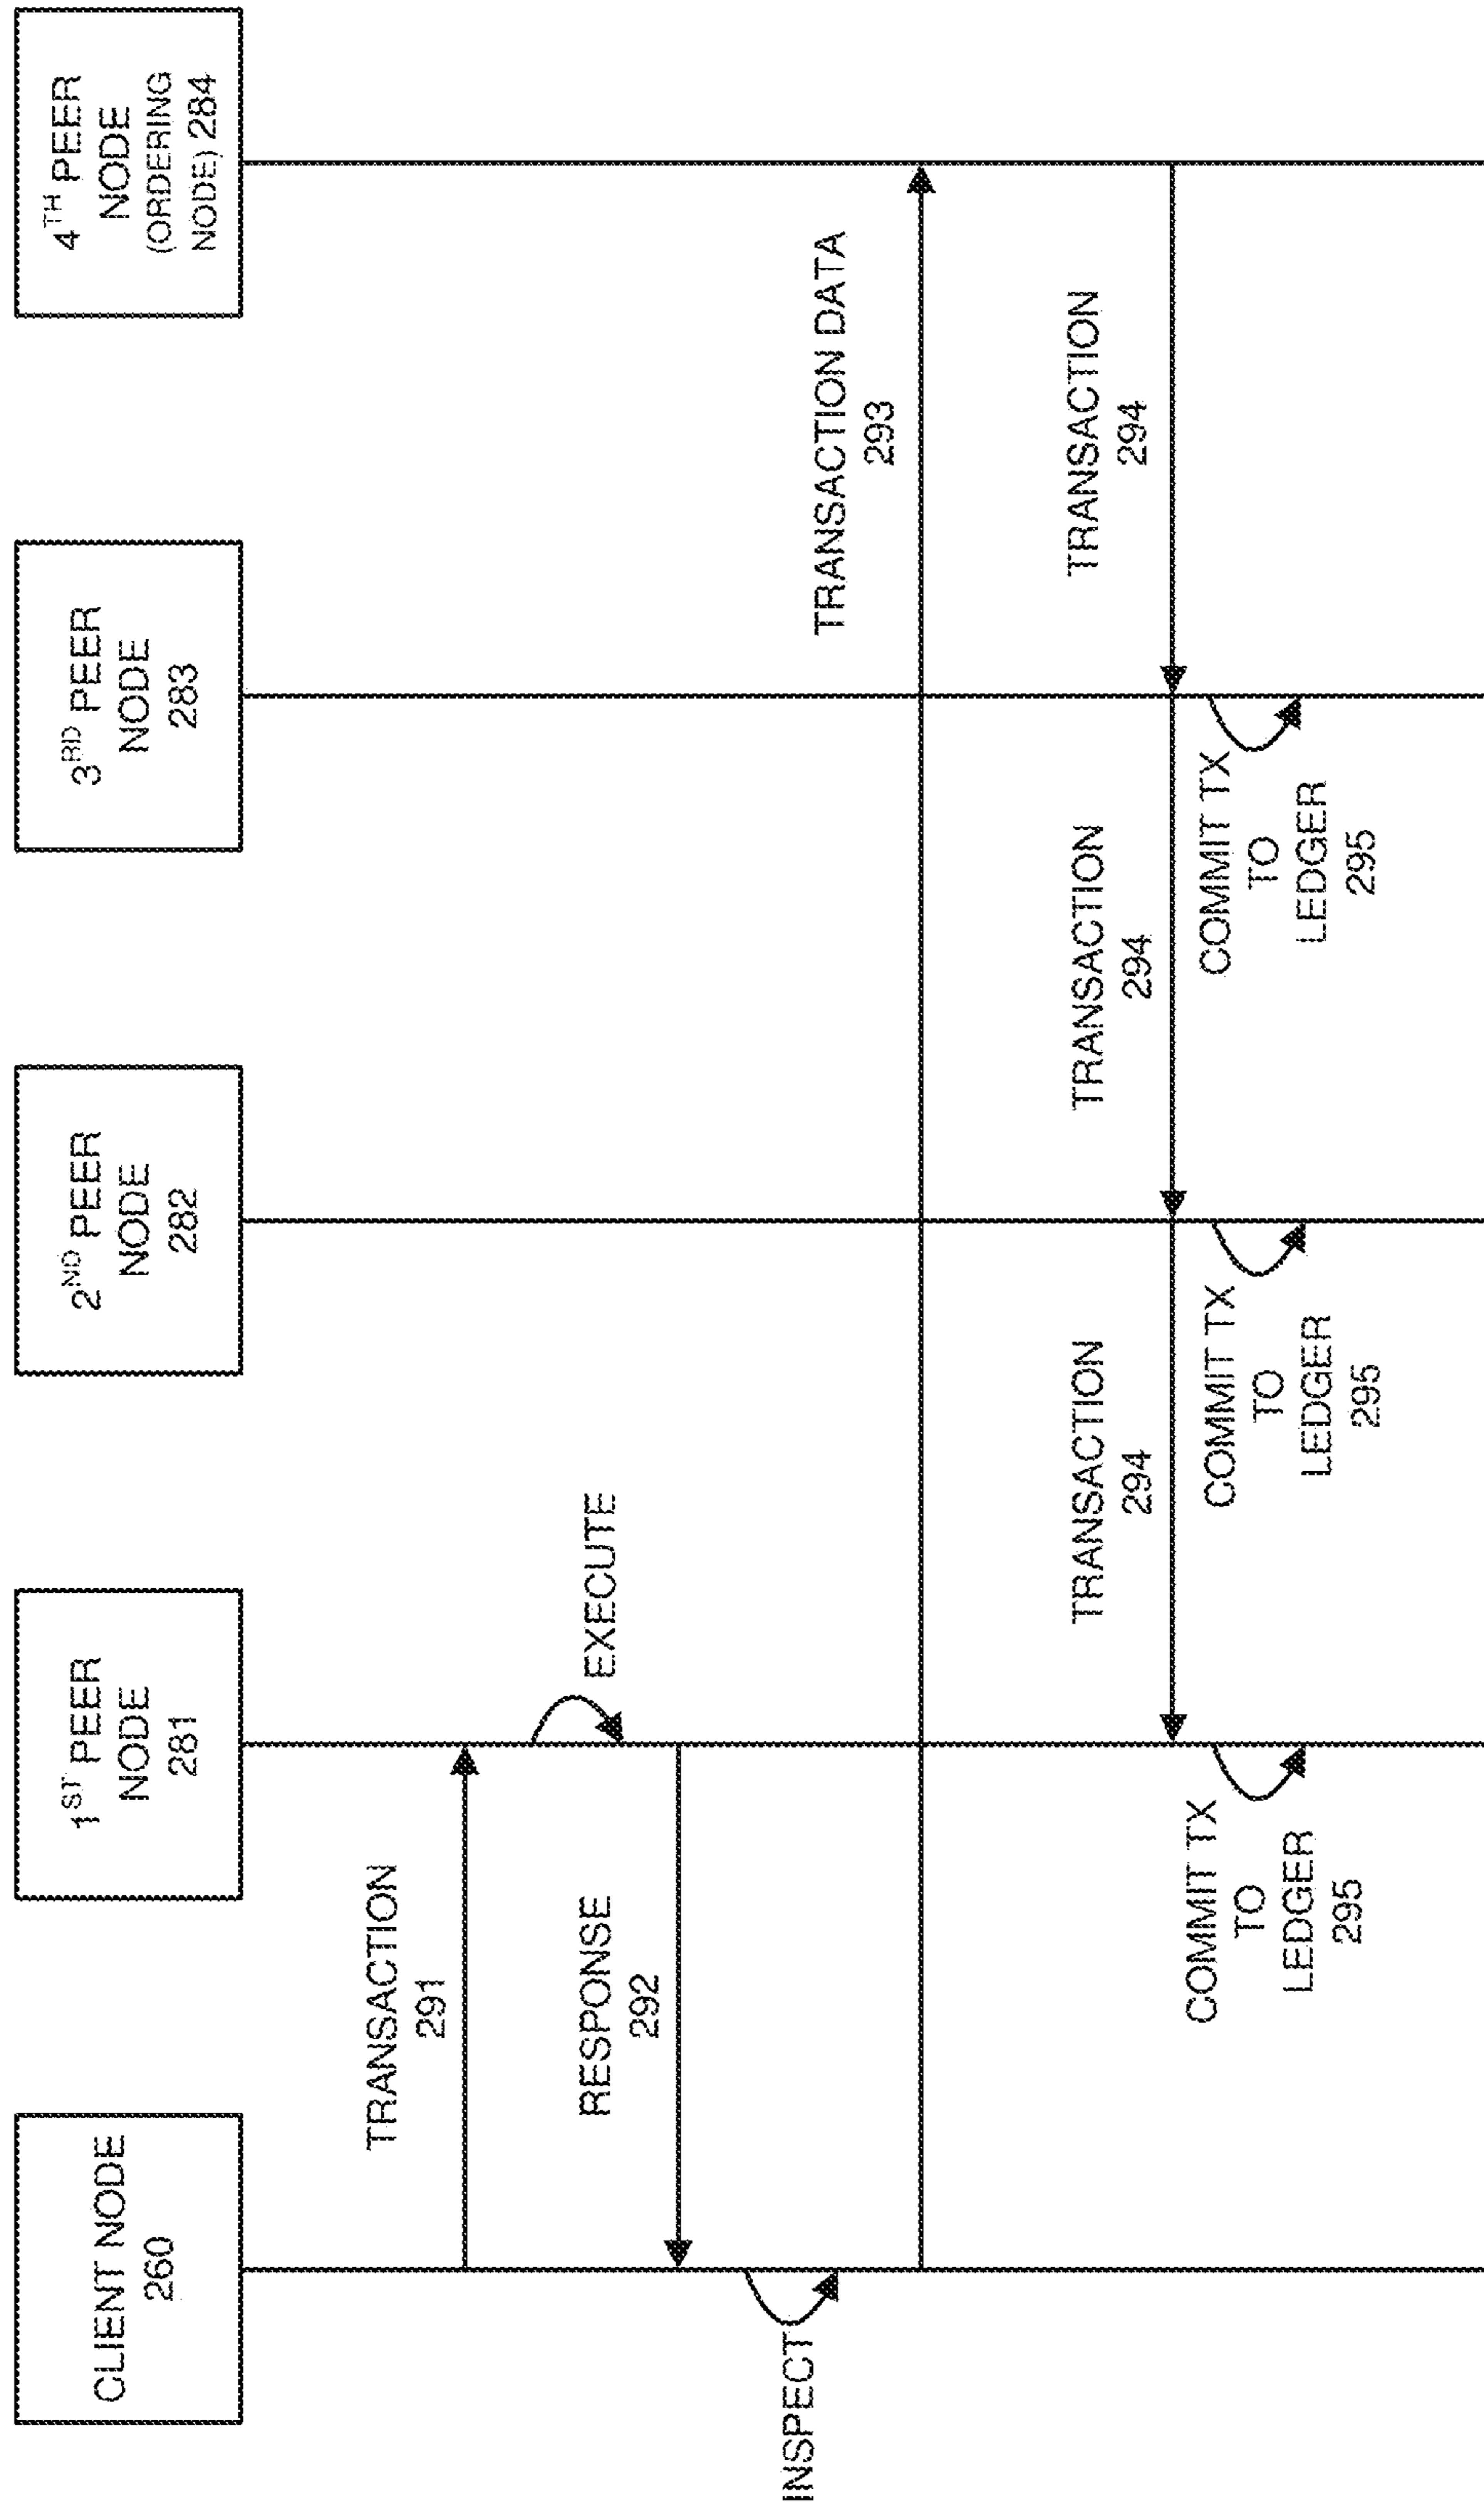 CLIENT NODE
260
1ST PEER
NODE
281
2ND PEER
NODE
282
3RD PEER
NODE
283
4TH PEER
NODE
(ORDERING
NODE) 284
TRANSACTION
291
EXECUTE
RESPONSE
292
INSPECT
TRANSACTION DATA
293
TRANSACTION
294
TRANSACTION
294
TRANSACTION
294
COMMIT TX
TO
LEDGER
295
COMMIT TX
TO
LEDGER
295
COMMIT TX
TO
LEDGER
295